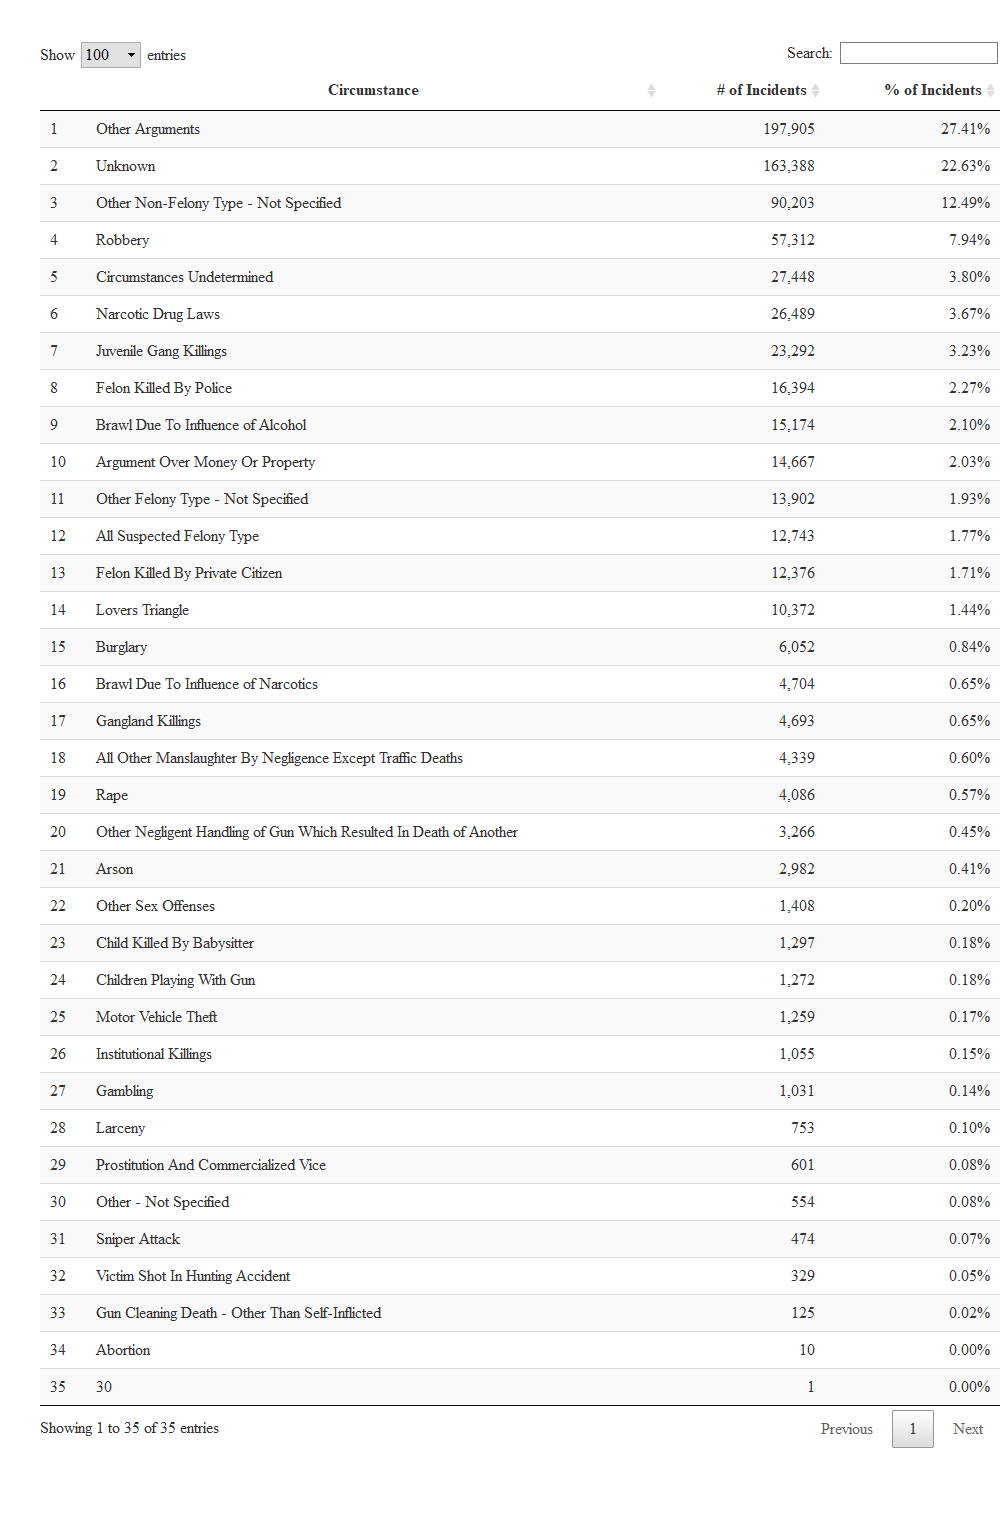 Show 100 entries Search:
Circumstance # of Incidents % of Incidents
1 Other Arguments 197,905 27.41%
2 Unknown 163,388 22.63%
3 Other Non-Felony Type - Not Specified 90,203 12.49%
4 Robbery 57,312 7.94%
5 Circumstances Undetermined 27,448 3.80%
6 Narcotic Drug Laws 26,489 3.67%
7 Juvenile Gang Killings 23,292 3.23%
8 Felon Killed By Police 16,394 2.27%
9 Brawl Due To Influence of Alcohol 15,174 2.10%
10 Argument Over Money Or Property 14,667 2.03%
11 Other Felony Type - Not Specified 13,902 1.93%
12 All Suspected Felony Type 12,743 1.77%
13 Felon Killed By Private Citizen 12,376 1.71%
14 Lovers Triangle 10,372 1.44%
15 Burglary 6,052 0.84%
16 Brawl Due To Influence of Narcotics 4,704 0.65%
17 Gangland Killings 4,693 0.65%
18 All Other Manslaughter By Negligence Except Traffic Deaths 4,339 0.60%
19 Rape 4,086 0.57%
20 Other Negligent Handling of Gun Which Resulted In Death of Another 3,266 0.45%
21 Arson 2,982 0.41%
22 Other Sex Offenses 1,408 0.20%
23 Child Killed By Babysitter 1,297 0.18%
24 Children Playing With Gun 1,272 0.18%
25 Motor Vehicle Theft 1,259 0.17%
26 Institutional Killings 1,055 0.15%
27 Gambling 1,031 0.14%
28 Larceny 753 0.10%
29 Prostitution And Commercialized Vice 601 0.08%
30 Other - Not Specified 554 0.08%
31 Sniper Attack 474 0.07%
32 Victim Shot In Hunting Accident 329 0.05%
33 Gun Cleaning Death - Other Than Self-Inflicted 125 0.02%
34 Abortion 10 0.00%
35 30 1 0.00%
Showing 1 to 35 of 35 entries Previous 1 Next